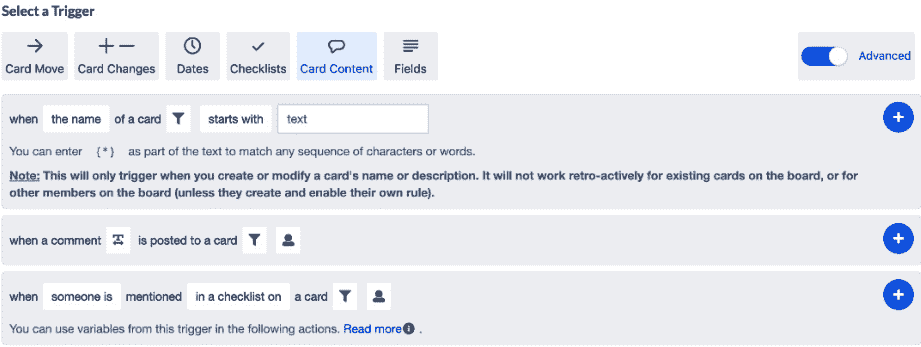 Select a Trigger
Card Move Card Changes Dates Checklists Card Content Fields Advanced
when the name of a card starts with text
You can enter {*} as part of the text to match any sequence of characters or words.
Note: This will only trigger when you create or modify a card's name or description. It will not work retro-actively for existing cards on the board, or for
other members on the board (unless they create and enable their own rule).
when a comment is posted to a card
when someone is mentioned in a checklist on a card
You can use variables from this trigger in the following actions. Read more .